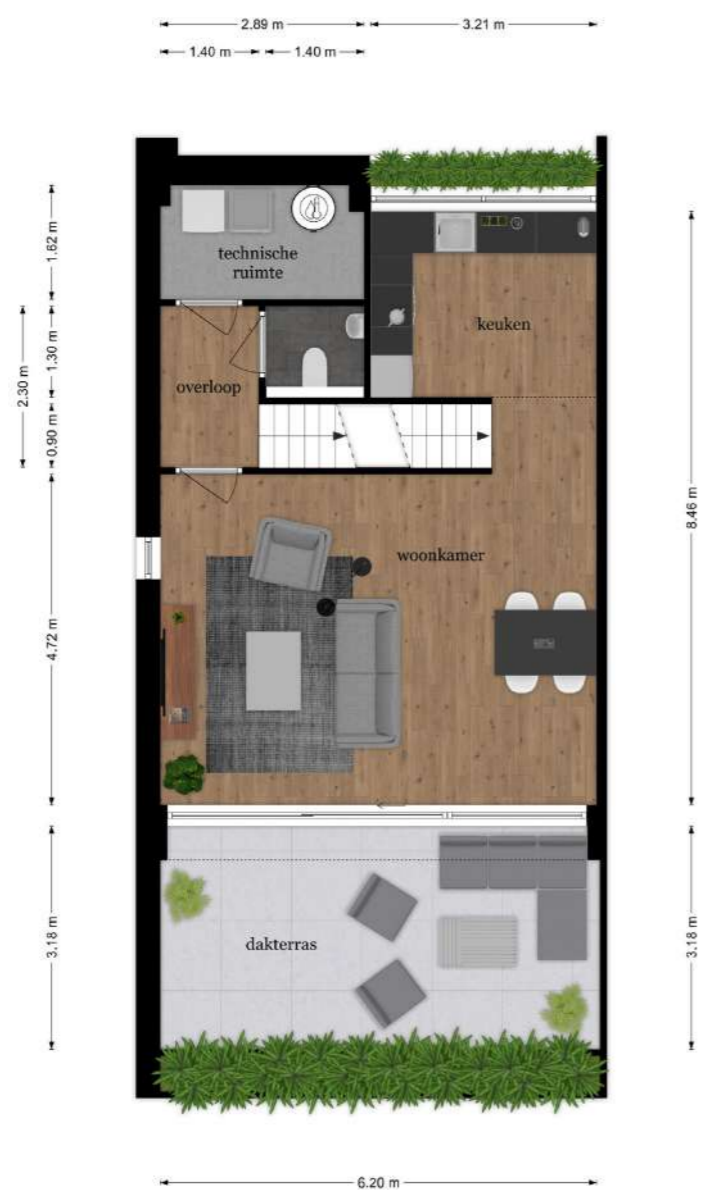 2.89 m
3.21 m
1.40 m
1.40 m
1.62 m
technische
ruimte
keuken
1.30 m
2.30 m
overloop
0.90 m
8.46 m
woonkamer
4.72 m
3.18 m
dakterras
3.18 m
6.20 m